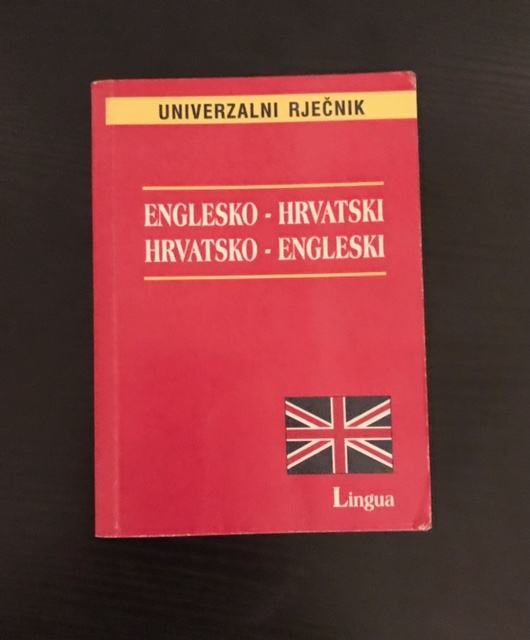 UNIVERZALNI RJEČNIK
ENGLESKO - HRVATSKI
HRVATSKO - ENGLESKI
Lingua